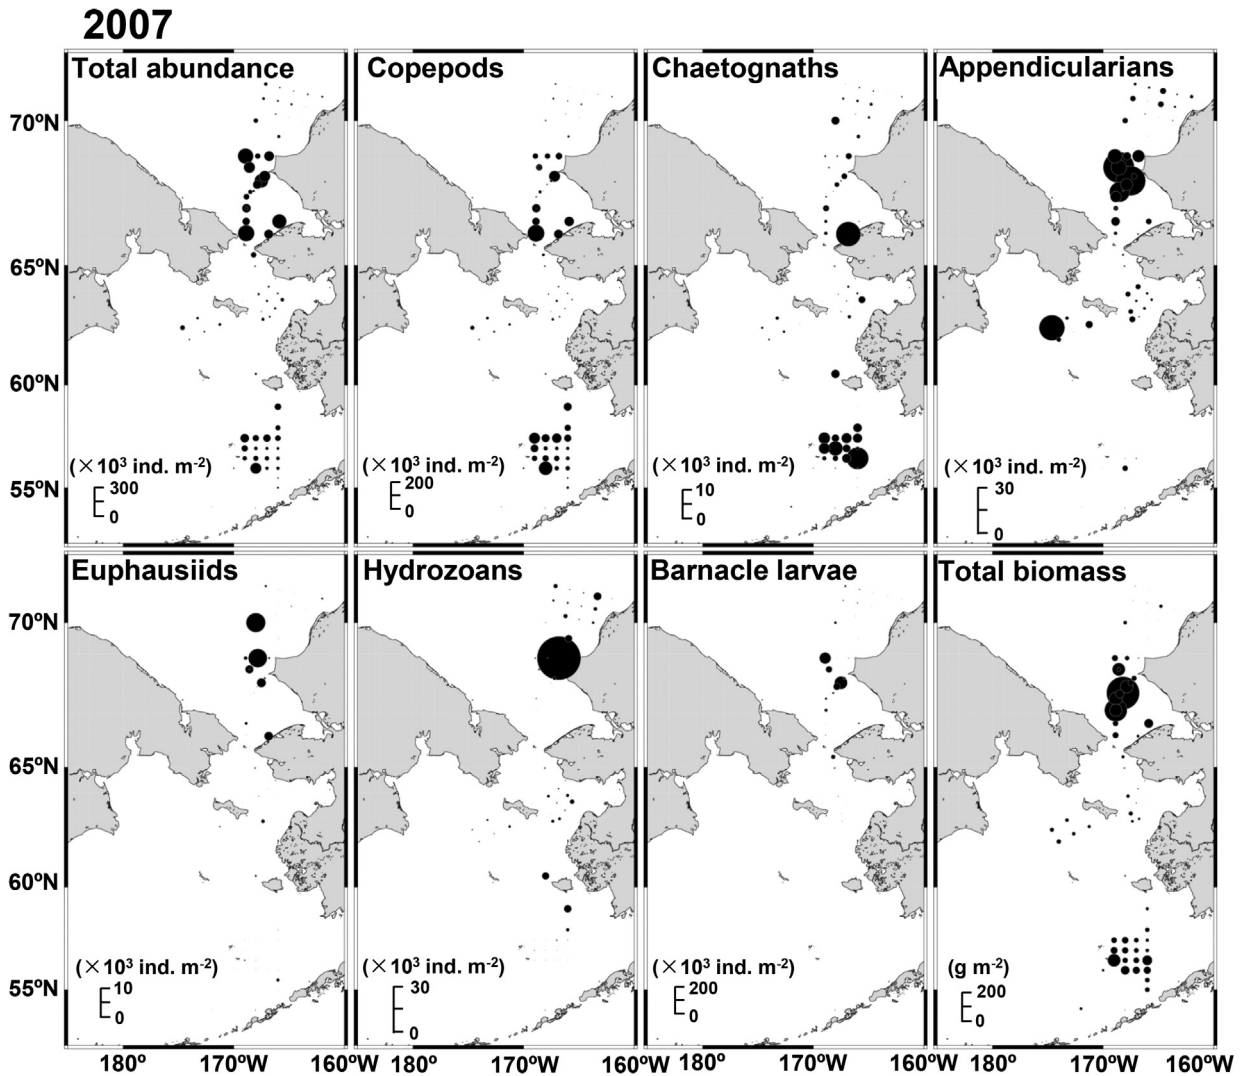 2007
Total abundance
Copepods
Chaetognaths
Appendicularians
70ºN
65ºN
60ºN
55ºN
(×10³ ind. m⁻²)
300
0
(×10³ ind. m⁻²)
200
0
(×10³ ind. m⁻²)
10
0
(×10³ ind. m⁻²)
30
0
Euphausiids
Hydrozoans
Barnacle larvae
Total biomass
70ºN
65ºN
60ºN
55ºN
(×10³ ind. m⁻²)
10
0
(×10³ ind. m⁻²)
30
0
(×10³ ind. m⁻²)
200
0
(g m⁻²)
200
0
180º 170ºW 160ºW
180º 170ºW 160ºW
180º 170ºW 160ºW
180º 170ºW 160ºW